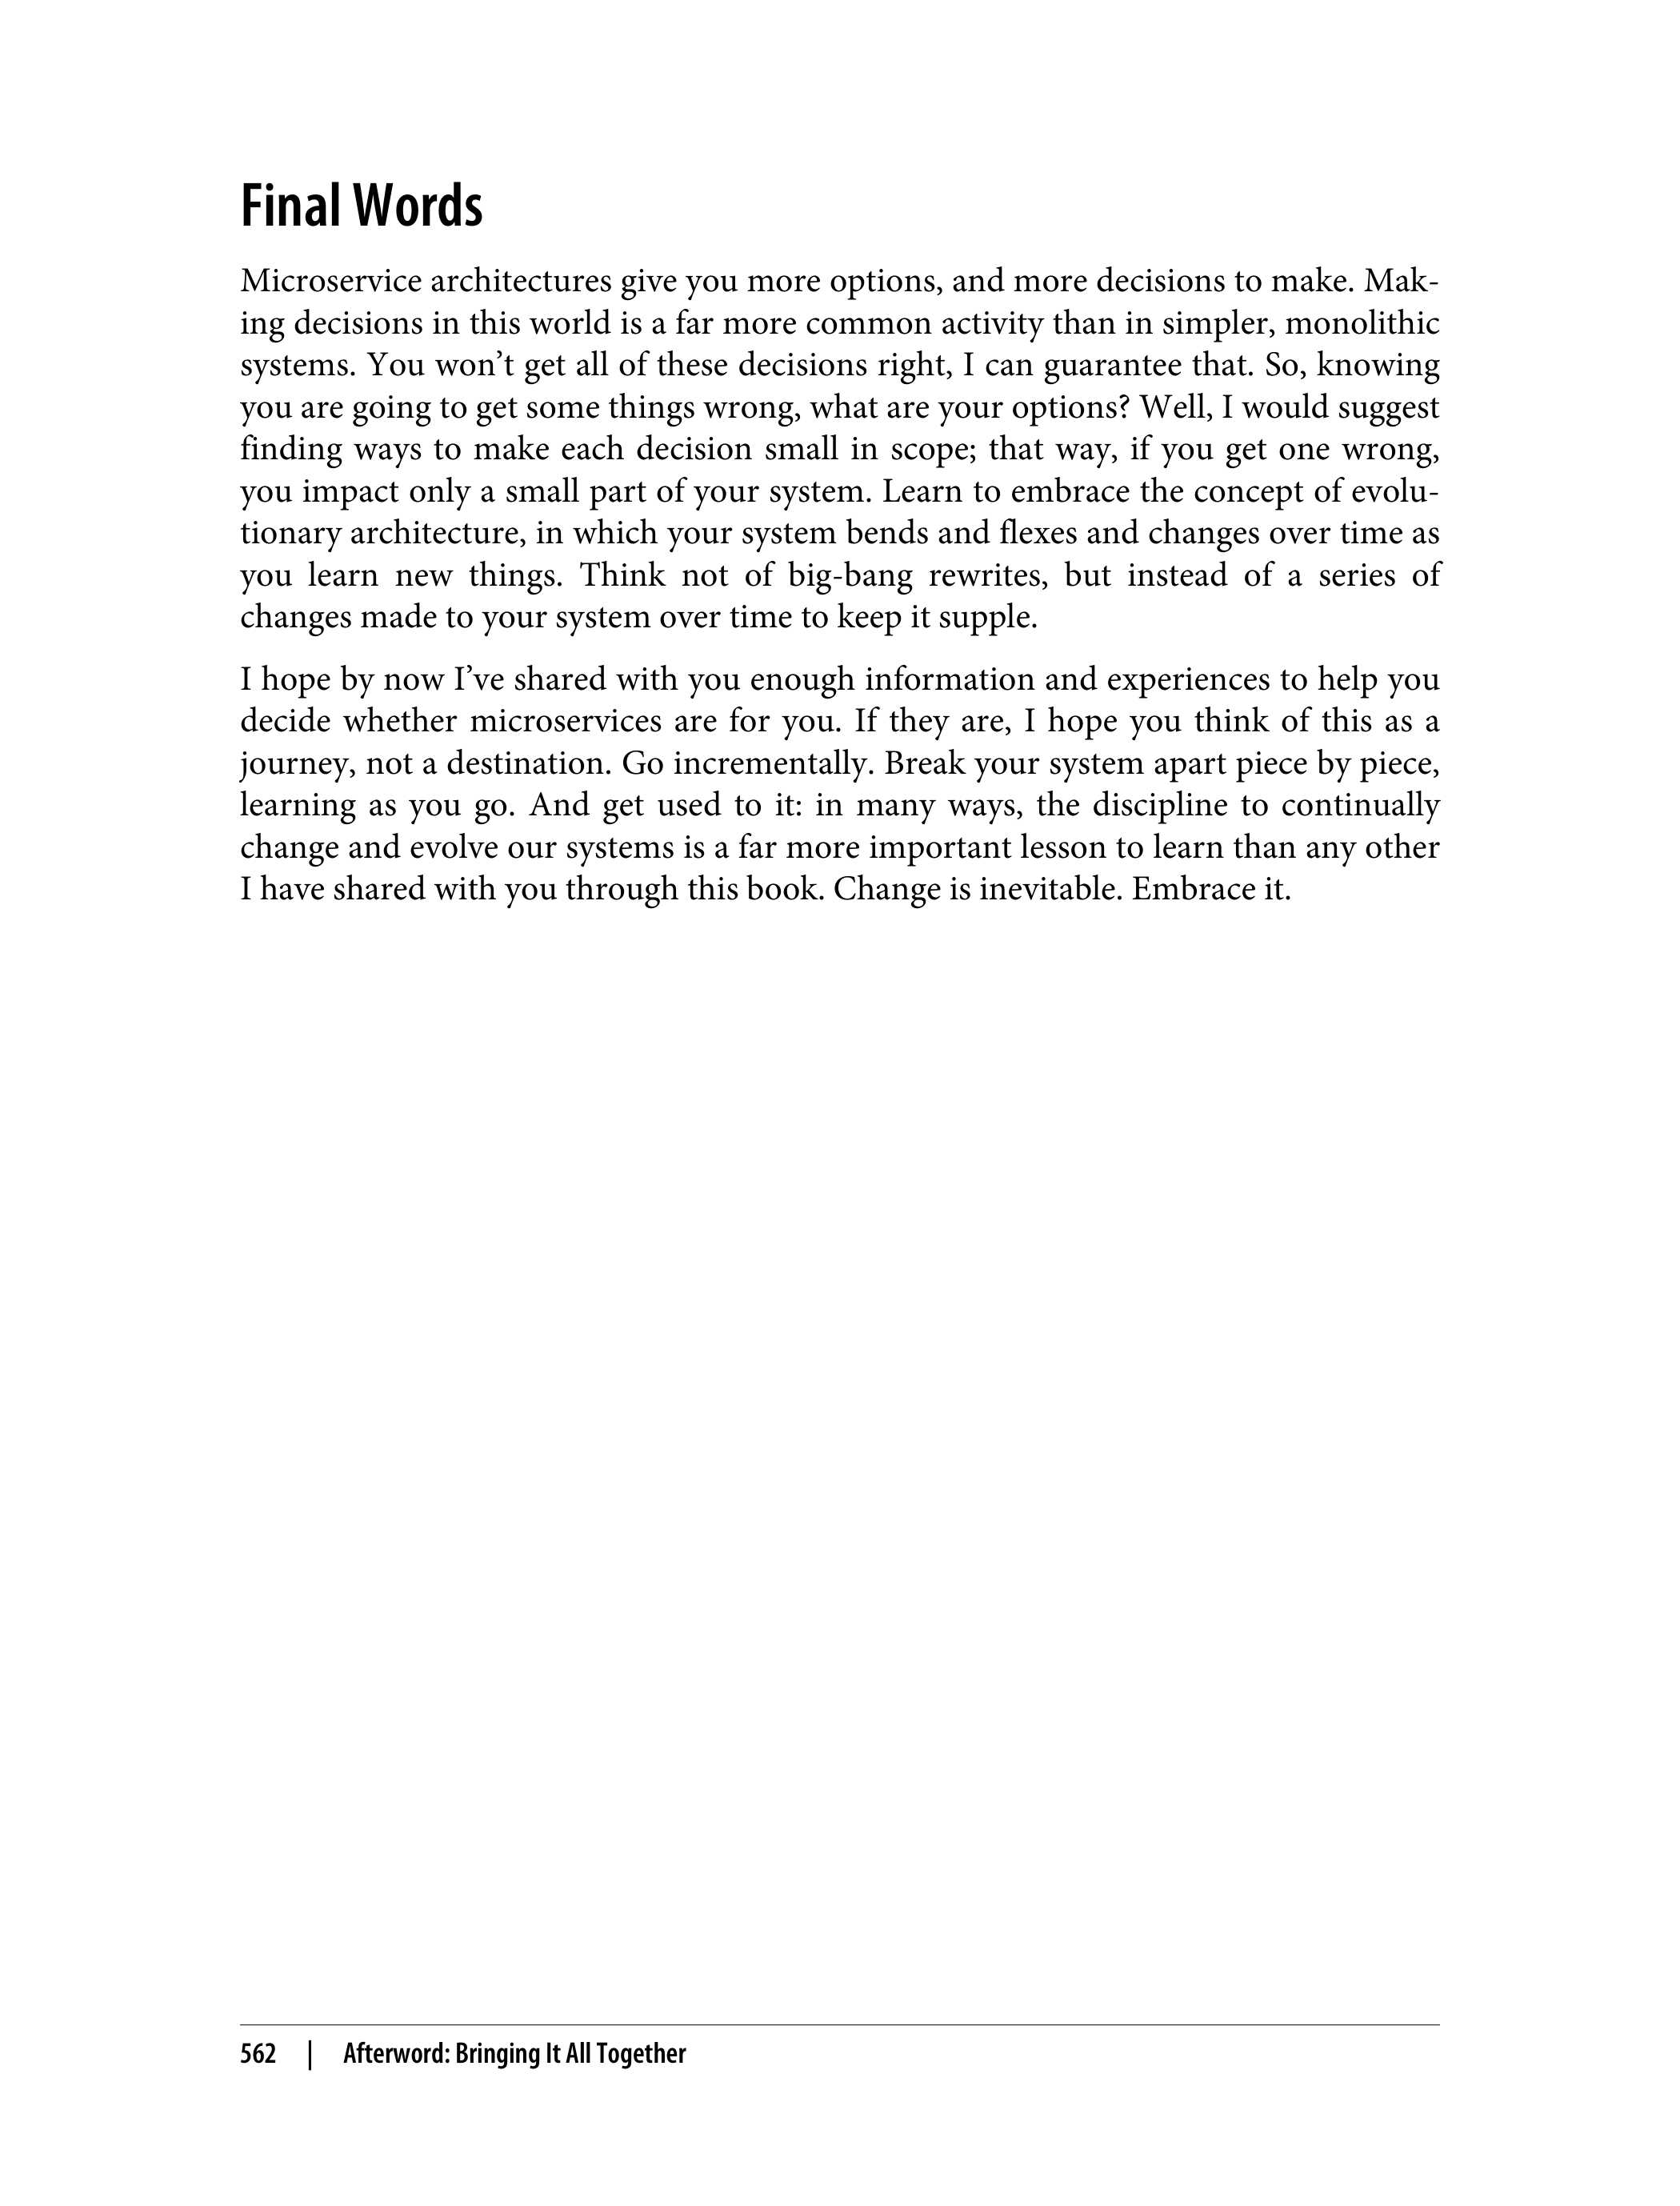 Final Words
Microservice architectures give you more options, and more decisions to make. Mak-
ing decisions in this world is a far more common activity than in simpler, monolithic
systems. You won’t get all of these decisions right, I can guarantee that. So, knowing
you are going to get some things wrong, what are your options? Well, I would suggest
finding ways to make each decision small in scope; that way, if you get one wrong,
you impact only a small part of your system. Learn to embrace the concept of evolu-
tionary architecture, in which your system bends and flexes and changes over time as
you learn new things. Think not of big-bang rewrites, but instead of a series of
changes made to your system over time to keep it supple.
I hope by now I’ve shared with you enough information and experiences to help you
decide whether microservices are for you. If they are, I hope you think of this as a
journey, not a destination. Go incrementally. Break your system apart piece by piece,
learning as you go. And get used to it: in many ways, the discipline to continually
change and evolve our systems is a far more important lesson to learn than any other
I have shared with you through this book. Change is inevitable. Embrace it.
562 | Afterword: Bringing It All Together